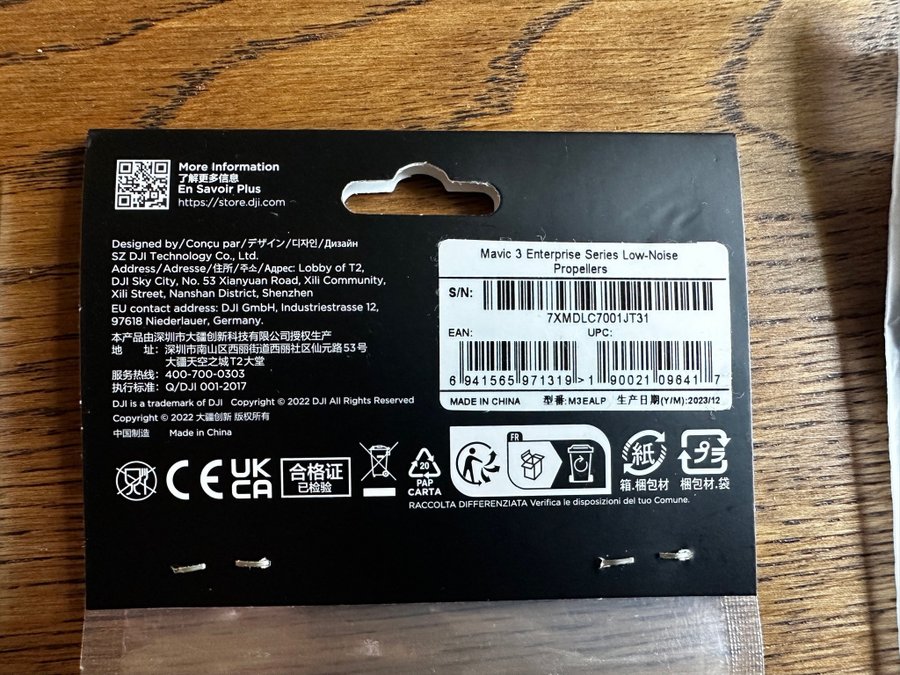 More Information
了解更多信息
En Savoir Plus
https://store.dji.com
Designed by/Conçu par/デザイン/设计/디자인/Дизайн
SZ DJI Technology Co., Ltd.
Address/Adresse/住所/주소/Адрес: Lobby of T2,
DJI Sky City, No. 53 Xianyuan Road, Xili Community,
Xili Street, Nanshan District, Shenzhen
EU contact address: DJI GmbH, Industriestrasse 12,
97618 Niederlauer, Germany.
本产品由深圳市大疆创新科技有限公司授权生产
地 址: 深圳市南山区西丽街道西丽社区仙元路53号
大疆天空之城T2大堂
服务热线: 400-700-0303
执行标准: Q/DJI 001-2017
DJI is a trademark of DJI Copyright © 2022 DJI All Rights Reserved
Copyright © 2022 大疆创新 版权所有
中国制造 Made in China
Mavic 3 Enterprise Series Low-Noise
Propellers
S/N:
7XMDLC7001JT31
EAN: UPC:
6 941565 971319 > 1 90021 09641 7
MADE IN CHINA 型番:M3EALP 生产日期(Y/M):2023/12
CE
UK
CA
合格证
已检验
20
PAP
CARTA
FR
紙
箱.梱包材
プラ
梱包材.袋
RACCOLTA DIFFERENZIATA Verifica le disposizioni del tuo Comune.